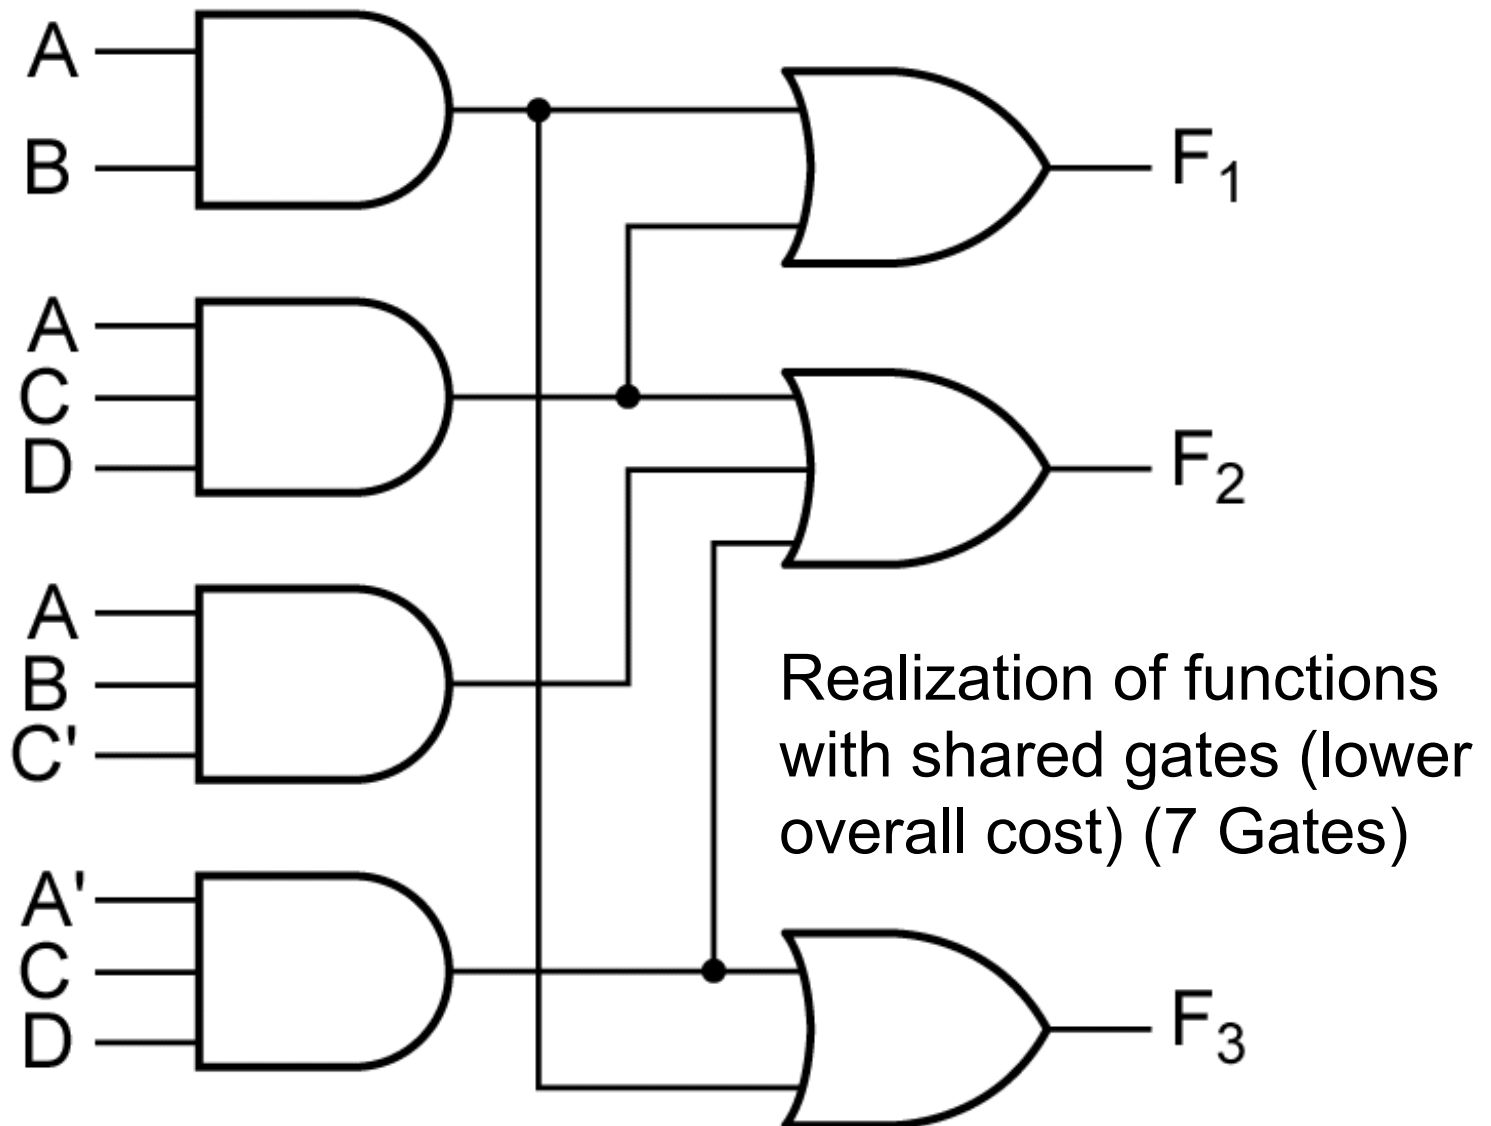 A
B
F₁
A
C
D
F₂
A
B
C'
Realization of functions
with shared gates (lower
overall cost) (7 Gates)
A'
C
D
F₃